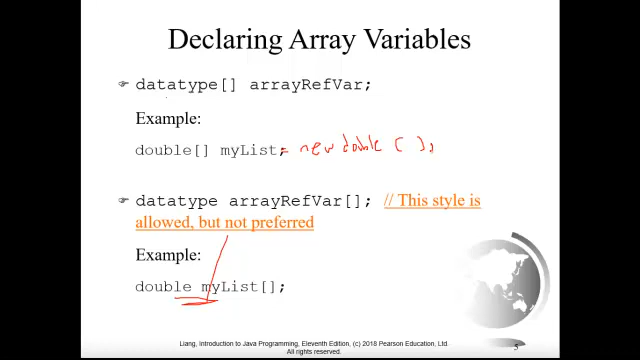 Declaring Array Variables
datatype[] arrayRefVar;
Example:
double[] myList; = new double ( );
datatype arrayRefVar[]; // This style is
allowed, but not preferred
Example:
double myList[];
Liang, Introduction to Java Programming, Eleventh Edition, (c) 2018 Pearson Education, Ltd.
All rights reserved.
5